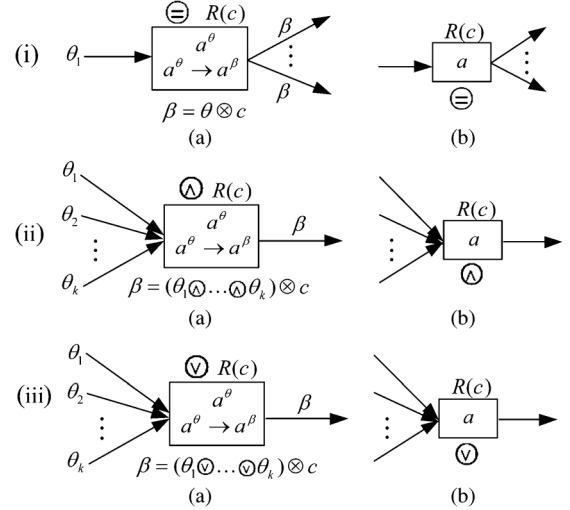 (i)
⊜ R(c)
θ₁
a^θ
a^θ → a^β
β
⋮
β
β = θ ⊗ c
(a)
R(c)
a
⊜
⋮
(b)
(ii)
θ₁
θ₂
⋮
θₖ
Ⓐ R(c)
a^θ
a^θ → a^β
β
β = (θ₁ ⊙∧ … ⊙∧ θₖ) ⊗ c
(a)
R(c)
⋮
a
⊙∧
(b)
(iii)
θ₁
θ₂
⋮
θₖ
⊙∨ R(c)
a^θ
a^θ → a^β
β
β = (θ₁ ⊙∨ … ⊙∨ θₖ) ⊗ c
(a)
R(c)
⋮
a
⊙∨
(b)